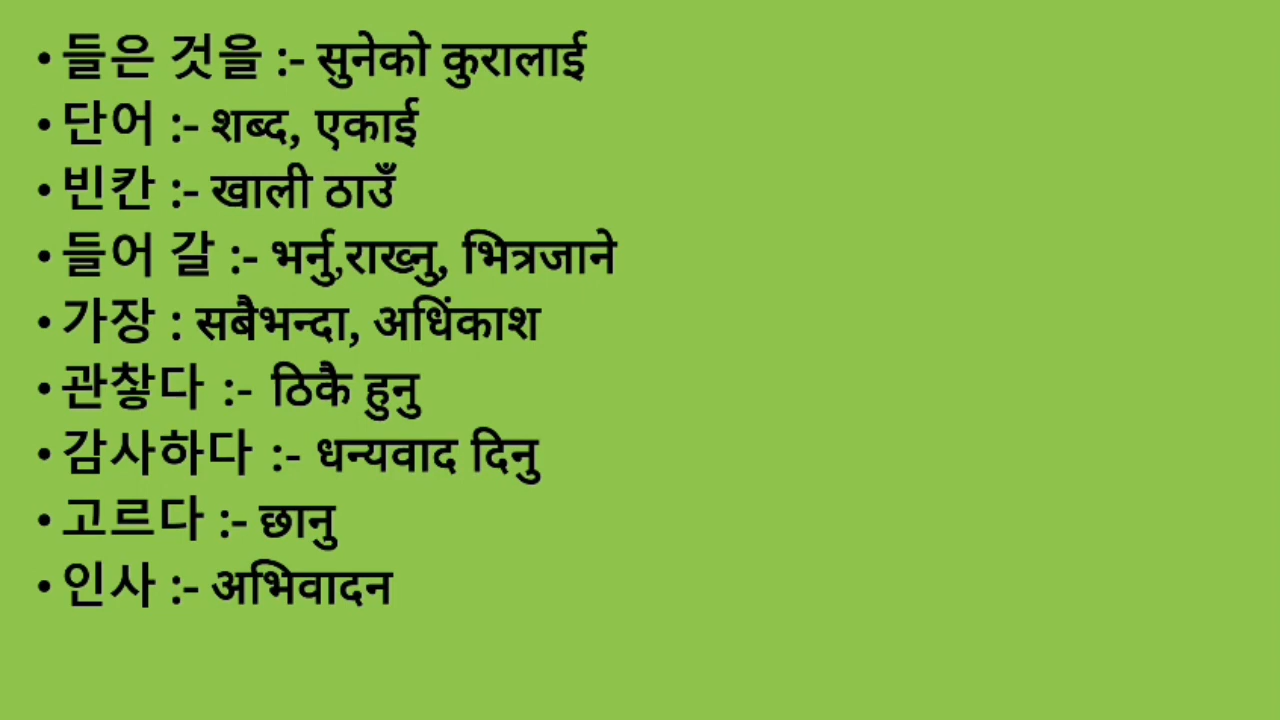 • 들은 것을 :- सुनेको कुरालाई
• 단어 :- शब्द, एकाई
• 빈칸 :- खाली ठाउँ
• 들어 갈 :- भर्नु,राख्नु, भित्रजाने
• 가장 : सबैभन्दा, अधिंकाश
• 관찮다 :- ठिकै हुनु
• 감사하다 :- धन्यवाद दिनु
• 고르다 :- छानु
• 인사 :- अभिवादन